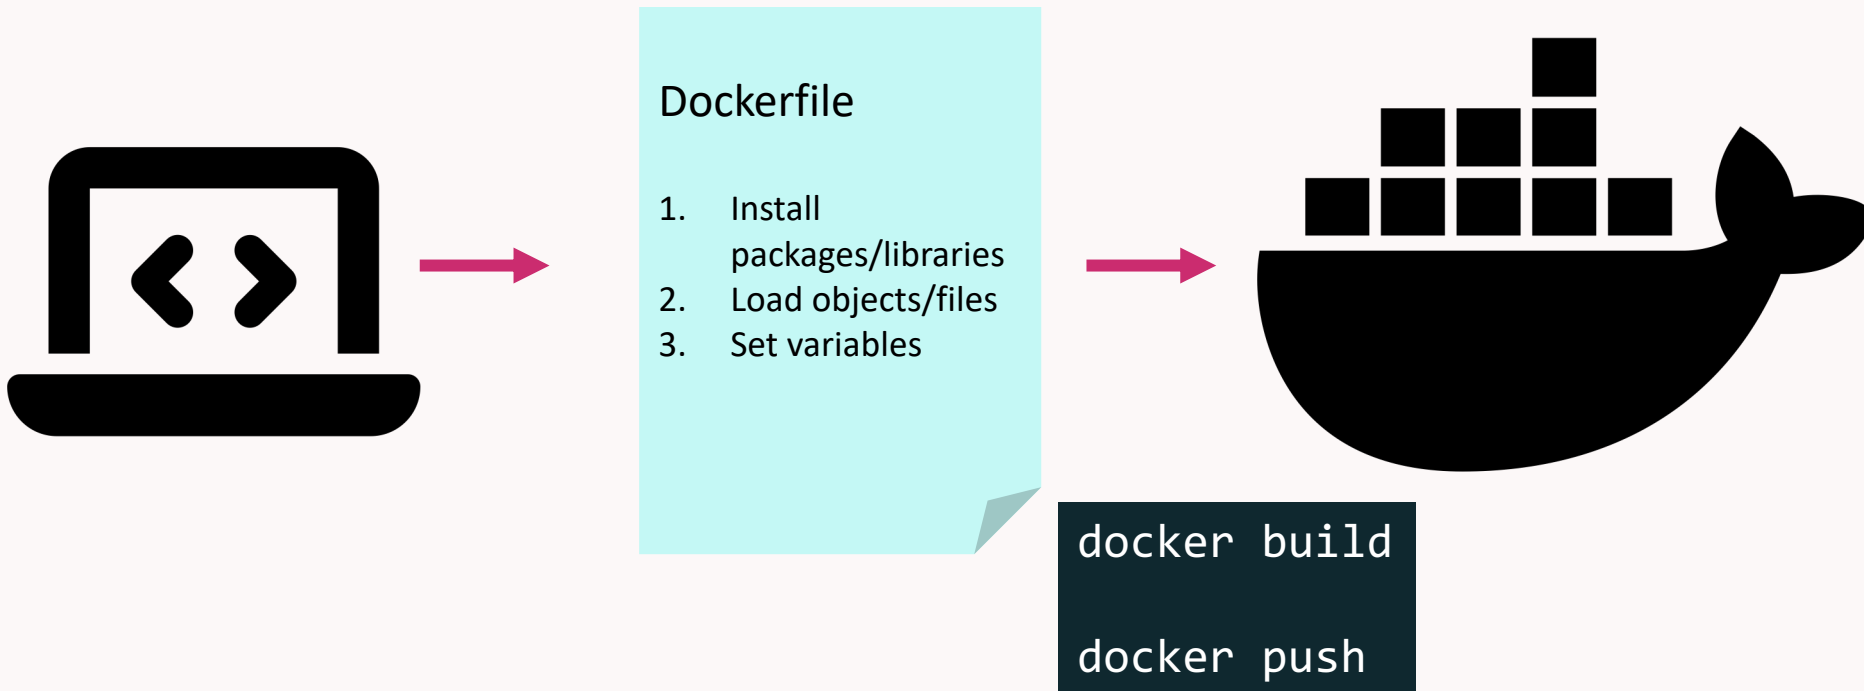 Dockerfile
1. Install
packages/libraries
2. Load objects/files
3. Set variables
docker build
docker push